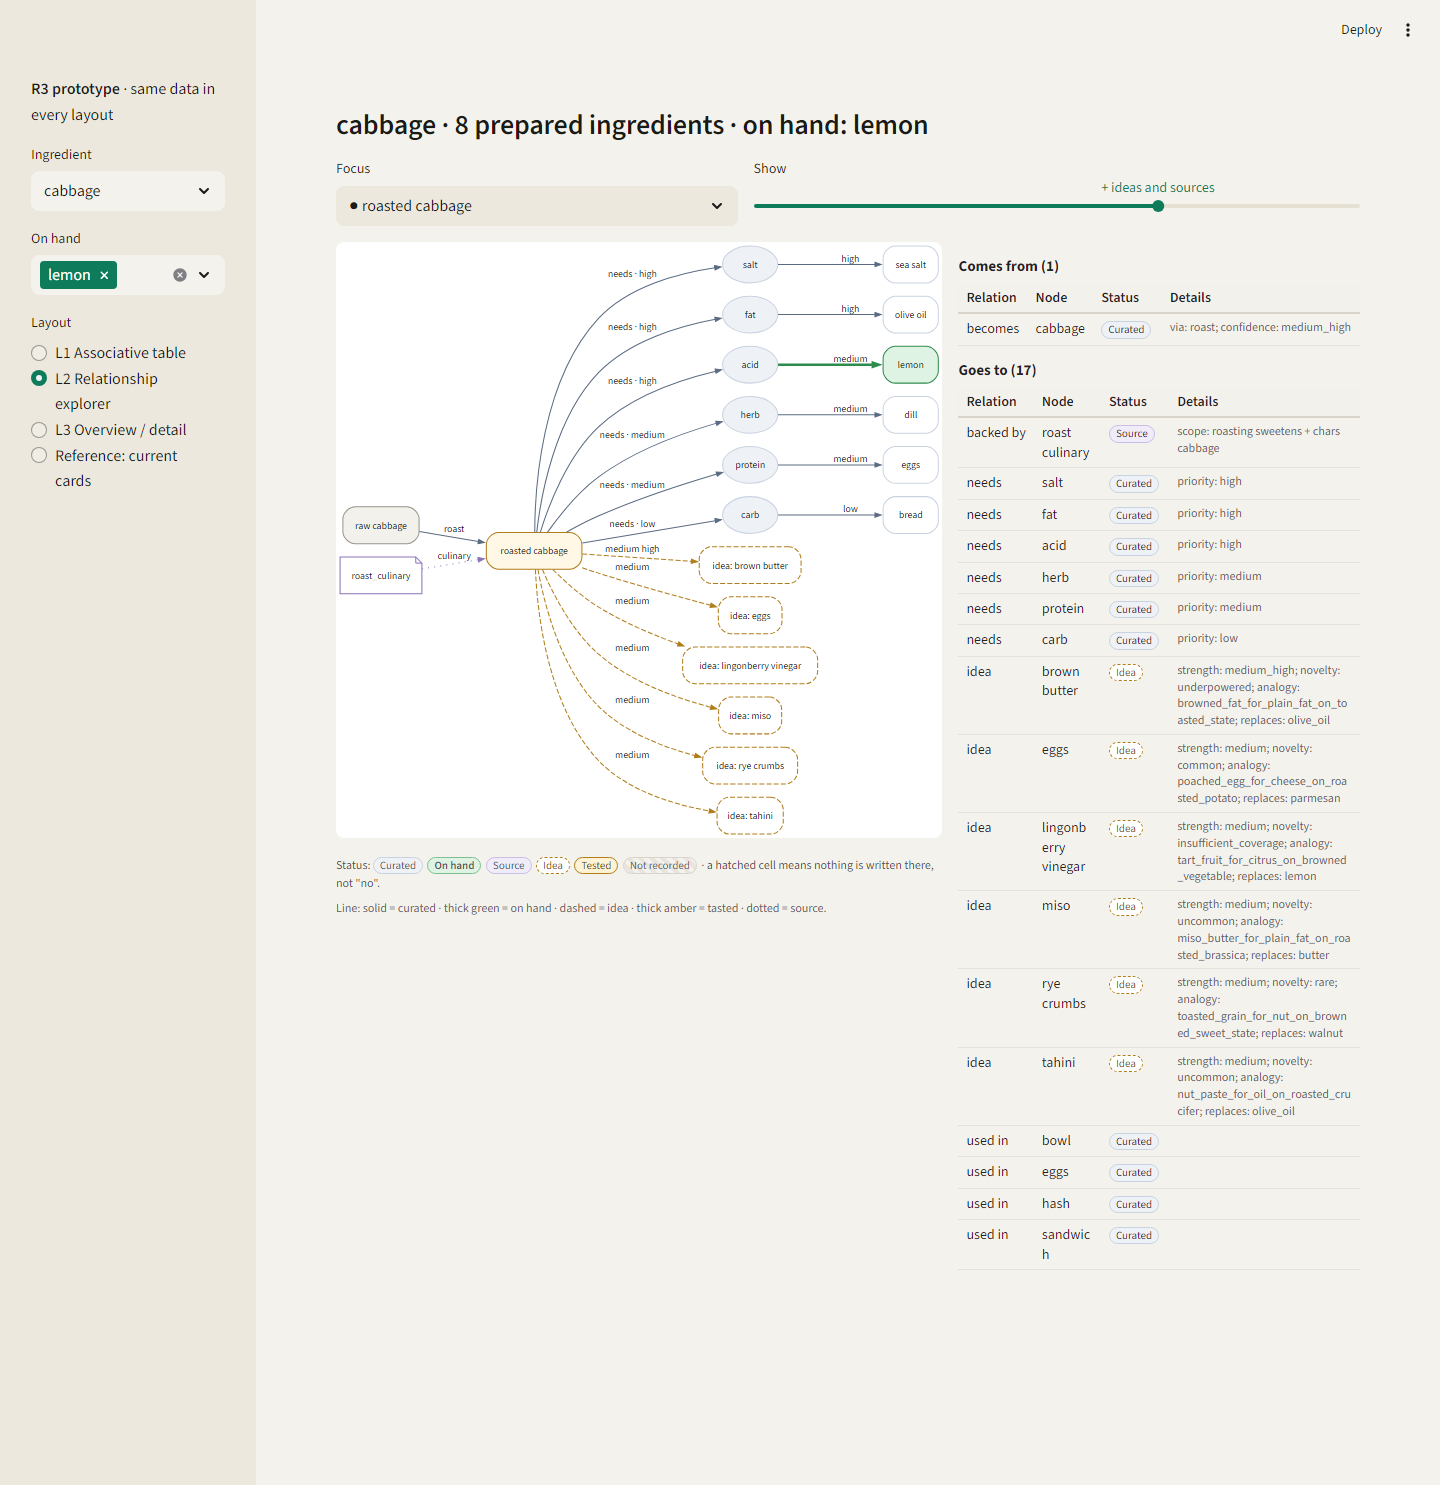 Deploy
R3 prototype · same data in
every layout
Ingredient
cabbage
On hand
lemon ×
Layout
L1 Associative table
L2 Relationship
explorer
L3 Overview / detail
Reference: current
cards
cabbage · 8 prepared ingredients · on hand: lemon
Focus
● roasted cabbage
Show
+ ideas and sources
raw cabbage
roast
roast_culinary
culinary
roasted cabbage
needs · high
salt
high
sea salt
needs · high
fat
high
olive oil
needs · high
acid
medium
lemon
needs · medium
herb
medium
dill
needs · medium
protein
medium
eggs
needs · low
carb
low
bread
medium high
idea: brown butter
medium
idea: eggs
medium
idea: lingonberry vinegar
medium
idea: miso
medium
idea: rye crumbs
medium
idea: tahini
Status: Curated On hand Source Idea Tested Not recorded · a hatched cell means nothing is written there,
not "no".
Line: solid = curated · thick green = on hand · dashed = idea · thick amber = tasted · dotted = source.
Comes from (1)
Relation Node Status Details
becomes cabbage Curated via: roast; confidence: medium_high
Goes to (17)
Relation Node Status Details
backed by roast Source scope: roasting sweetens + chars
culinary cabbage
needs salt Curated priority: high
needs fat Curated priority: high
needs acid Curated priority: high
needs herb Curated priority: medium
needs protein Curated priority: medium
needs carb Curated priority: low
idea brown Idea strength: medium_high; novelty:
butter underpowered; analogy:
browned_fat_for_plain_fat_on_to
asted_state; replaces: olive_oil
idea eggs Idea strength: medium; novelty:
common; analogy:
poached_egg_for_cheese_on_roa
sted_potato; replaces: parmesan
idea lingonb Idea strength: medium; novelty:
erry insufficient_coverage; analogy:
vinegar tart_fruit_for_citrus_on_browned
_vegetable; replaces: lemon
idea miso Idea strength: medium; novelty:
uncommon; analogy:
miso_butter_for_plain_fat_on_roa
sted_brassica; replaces: butter
idea rye Idea strength: medium; novelty: rare;
crumbs analogy:
toasted_grain_for_nut_on_brown
ed_sweet_state; replaces: walnut
idea tahini Idea strength: medium; novelty:
uncommon; analogy:
nut_paste_for_oil_on_roasted_cru
cifer; replaces: olive_oil
used in bowl Curated
used in eggs Curated
used in hash Curated
used in sandwic Curated
h